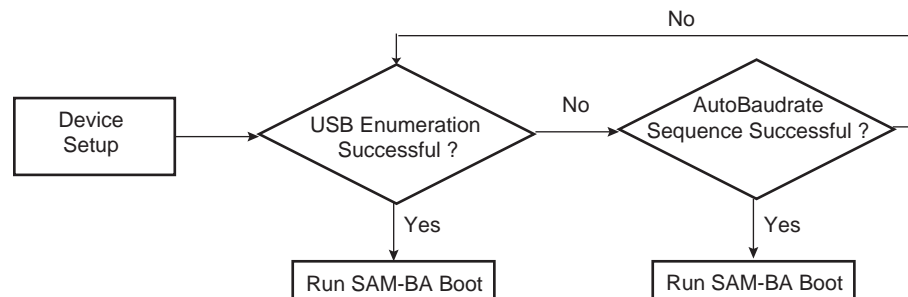 No
Device
Setup
USB Enumeration
Successful ?
No
AutoBaudrate
Sequence Successful ?
Yes
Yes
Run SAM-BA Boot
Run SAM-BA Boot